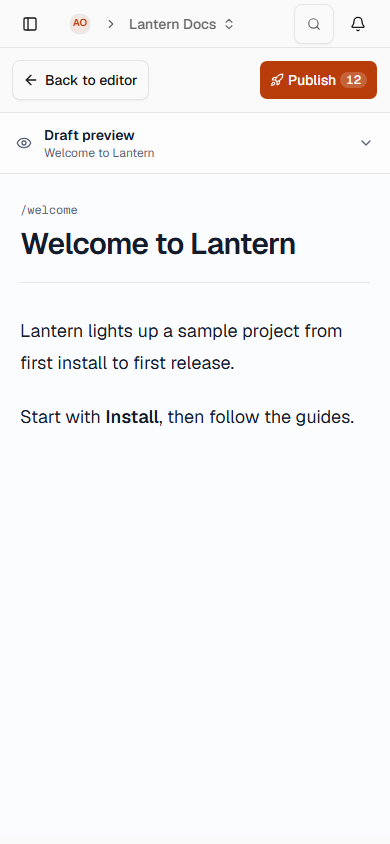 AO
Lantern Docs
Back to editor
Publish 12
Draft preview
Welcome to Lantern
/welcome
Welcome to Lantern
Lantern lights up a sample project from
first install to first release.
Start with Install, then follow the guides.